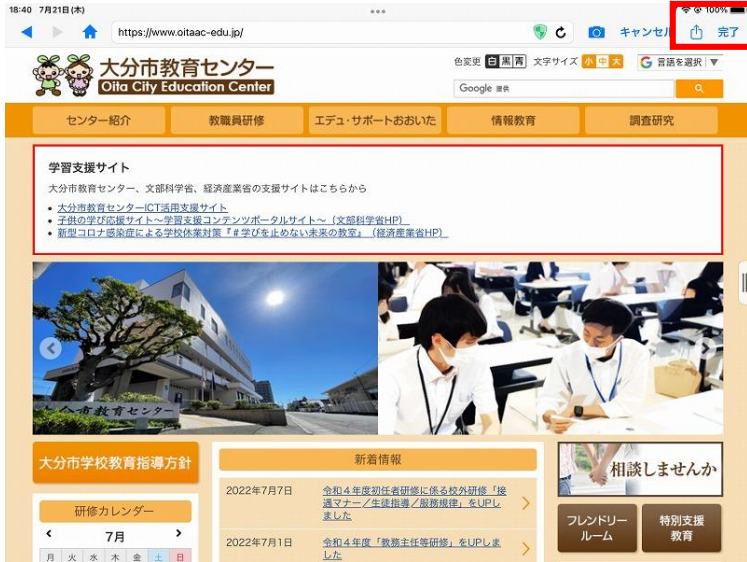 18:40 7月21日(木)
100%
https://www.oitaac-edu.jp/
キャンセル
完了
大分市教育センター
Oita City Education Center
色変更 白 黒 青 文字サイズ 小 中 大 G 言語を選択 ▼
Google 提供
センター紹介
教職員研修
エデュ・サポートおおいた
情報教育
調査研究
学習支援サイト
大分市教育センター、文部科学省、経済産業省の支援サイトはこちらから
大分市教育センターICT活用支援サイト
子供の学び応援サイト～学習支援コンテンツポータルサイト～（文部科学省HP）
新型コロナ感染症による学校休業対策『＃学びを止めない未来の教室』（経済産業省HP）
教育センター
大分市学校教育指導方針
研修カレンダー
7月
月 火 水 木 金 土 日
新着情報
2022年7月7日
令和４年度初任者研修に係る校外研修「接
遇マナー／生徒指導／服務規律」をUPし
ました
2022年7月1日
令和４年度「教務主任等研修」をUPしま
した
相談しませんか
フレンドリー
ルーム
特別支援
教育